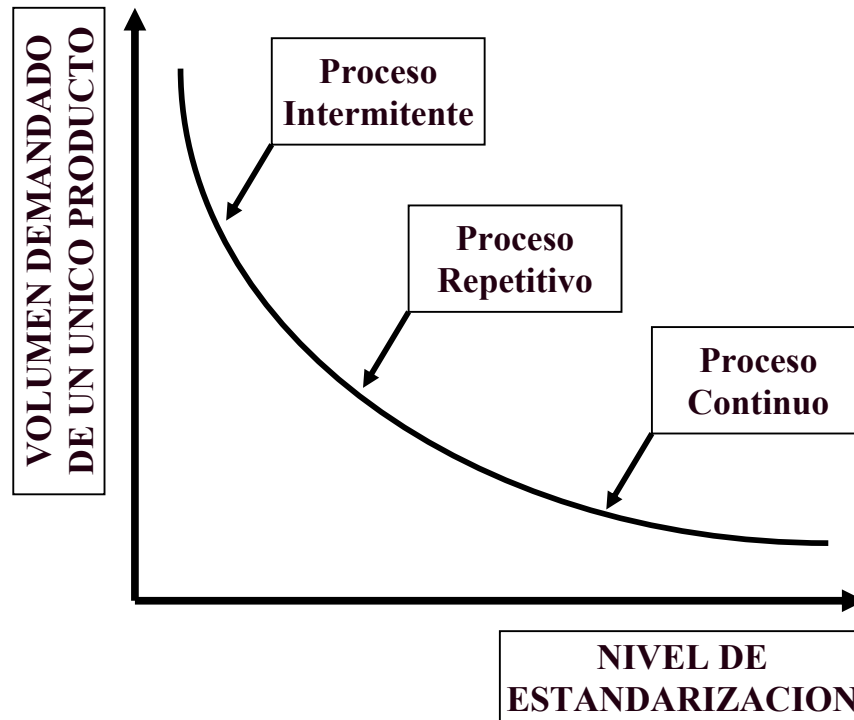 VOLUMEN DEMANDADO
DE UN UNICO PRODUCTO
Proceso
Intermitente
Proceso
Repetitivo
Proceso
Continuo
NIVEL DE
ESTANDARIZACION